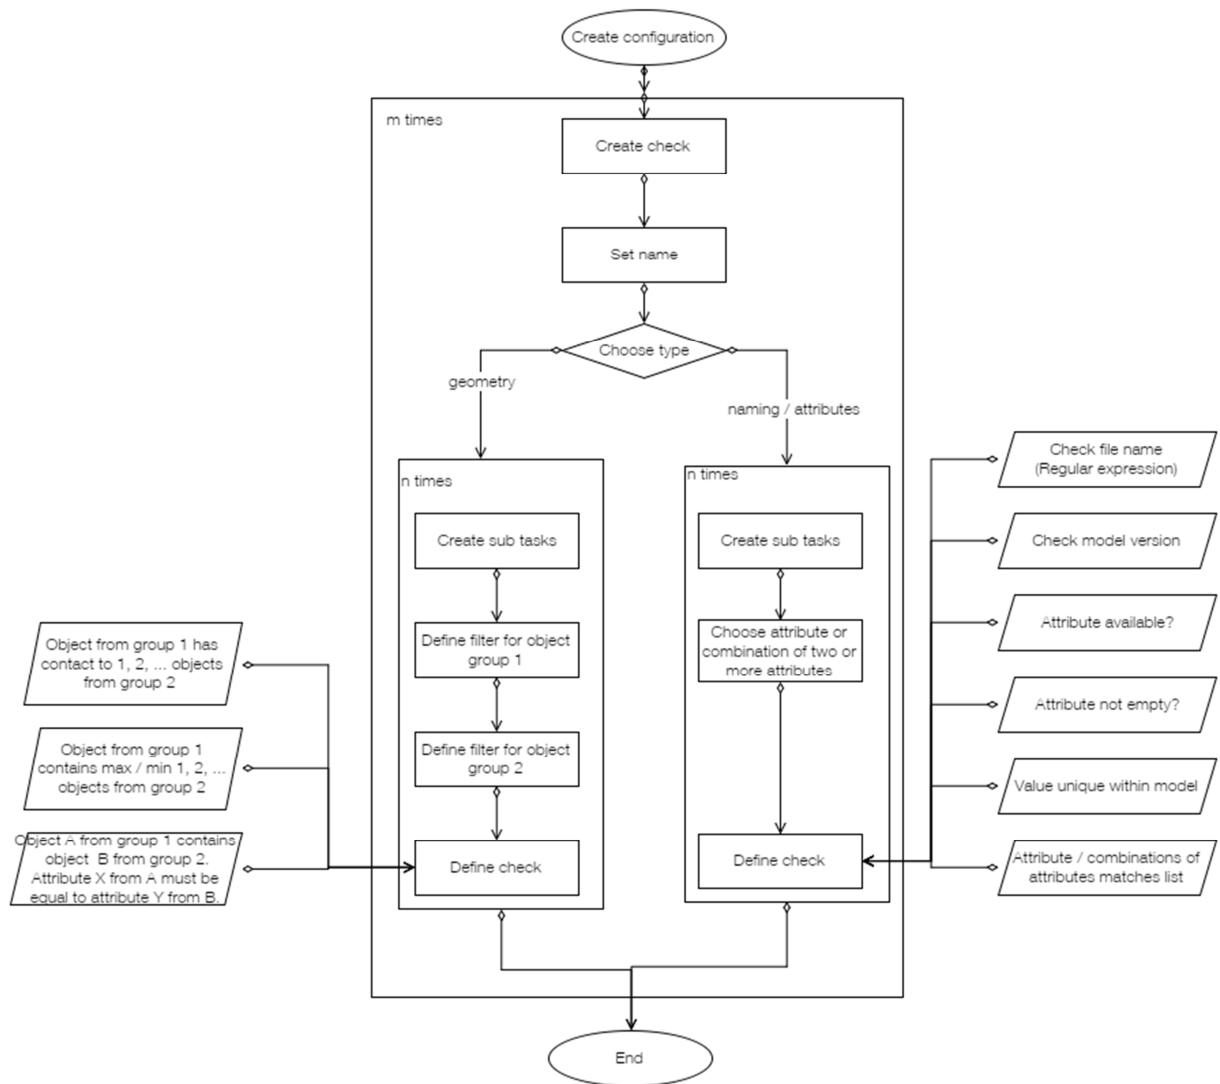 Create configuration
m times
Create check
Set name
Choose type
geometry
naming / attributes
n times
Create sub tasks
Define filter for object
group 1
Define filter for object
group 2
Define check
n times
Create sub tasks
Choose attribute or
combination of two or
more attributes
Define check
Object from group 1 has
contact to 1, 2, ... objects
from group 2
Object from group 1
contains max / min 1, 2, ...
objects from group 2
Object A from group 1 contains
object B from group 2.
Attribute X from A must be
equal to attribute Y from B.
Check file name
(Regular expression)
Check model version
Attribute available?
Attribute not empty?
Value unique within model
Attribute / combinations of
attributes matches list
End